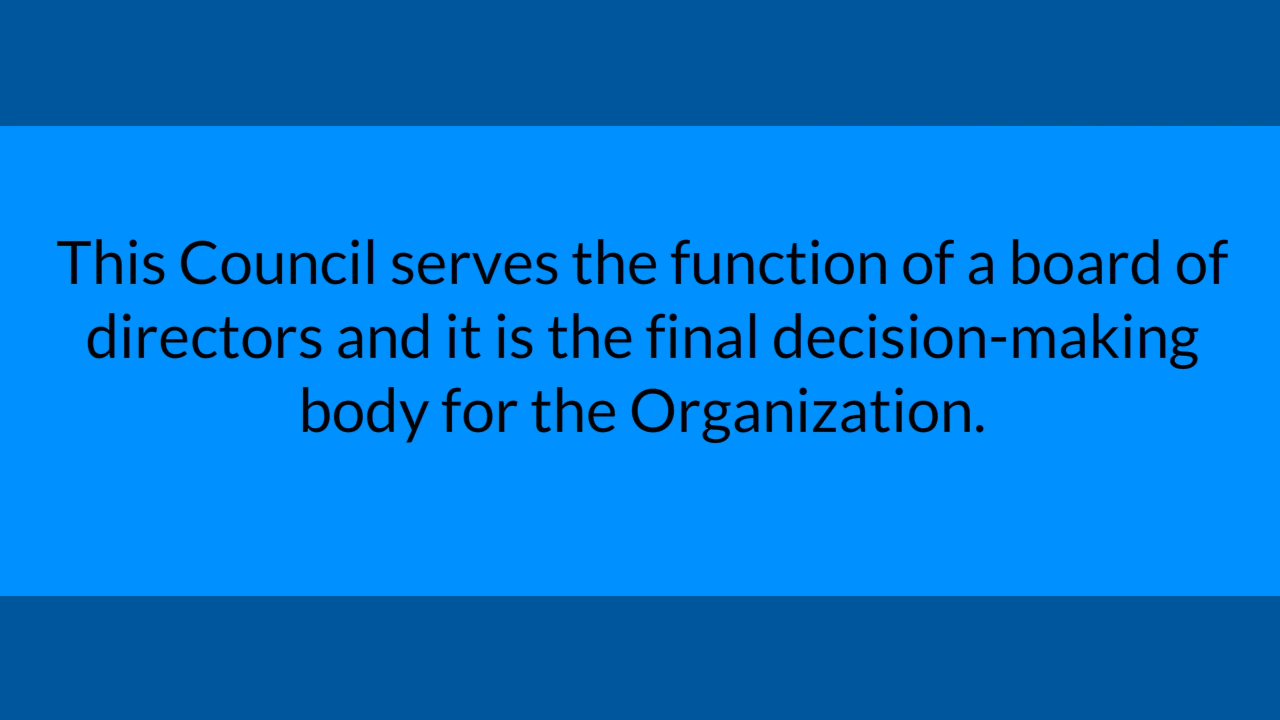 This Council serves the function of a board of
directors and it is the final decision-making
body for the Organization.